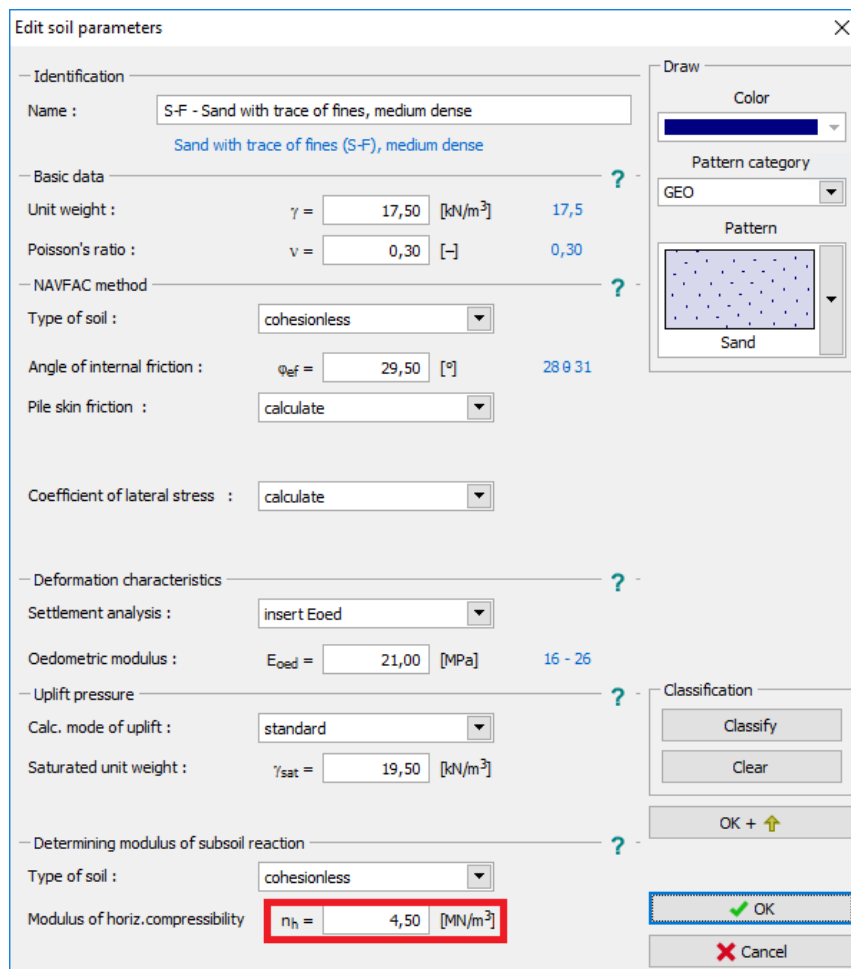 Edit soil parameters
Identification
Name : S-F - Sand with trace of fines, medium dense
Sand with trace of fines (S-F), medium dense
Basic data ?
Unit weight : γ = 17,50 [kN/m³] 17,5
Poisson's ratio : ν = 0,30 [–] 0,30
NAVFAC method ?
Type of soil : cohesionless
Angle of internal friction : φef = 29,50 [°] 28 θ 31
Pile skin friction : calculate
Coefficient of lateral stress : calculate
Deformation characteristics ?
Settlement analysis : insert Eoed
Oedometric modulus : Eoed = 21,00 [MPa] 16 - 26
Uplift pressure ?
Calc. mode of uplift : standard
Saturated unit weight : γsat = 19,50 [kN/m³]
Determining modulus of subsoil reaction ?
Type of soil : cohesionless
Modulus of horiz.compressibility nh = 4,50 [MN/m³]
Draw
Color
Pattern category
GEO
Pattern
Sand
Classification
Classify
Clear
OK +
OK
Cancel